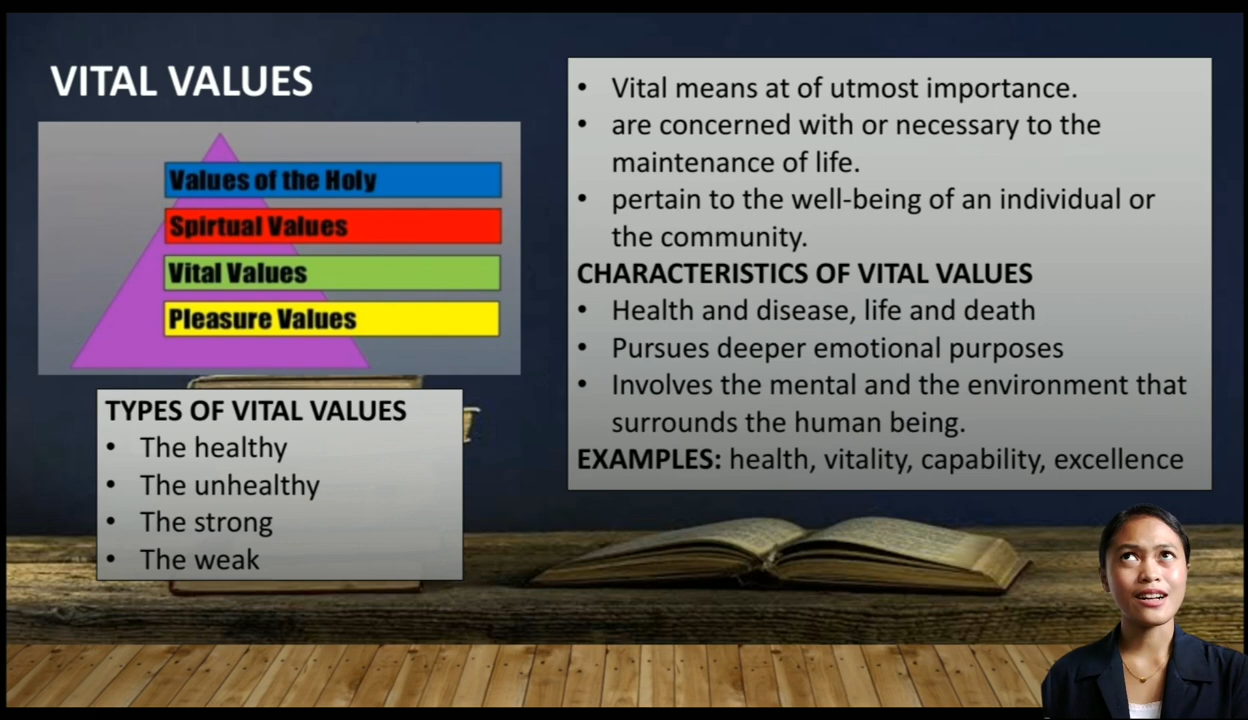 VITAL VALUES
Values of the Holy
Spirtual Values
Vital Values
Pleasure Values
TYPES OF VITAL VALUES
• The healthy
• The unhealthy
• The strong
• The weak
• Vital means at of utmost importance.
• are concerned with or necessary to the
maintenance of life.
• pertain to the well-being of an individual or
the community.
CHARACTERISTICS OF VITAL VALUES
• Health and disease, life and death
• Pursues deeper emotional purposes
• Involves the mental and the environment that
surrounds the human being.
EXAMPLES: health, vitality, capability, excellence